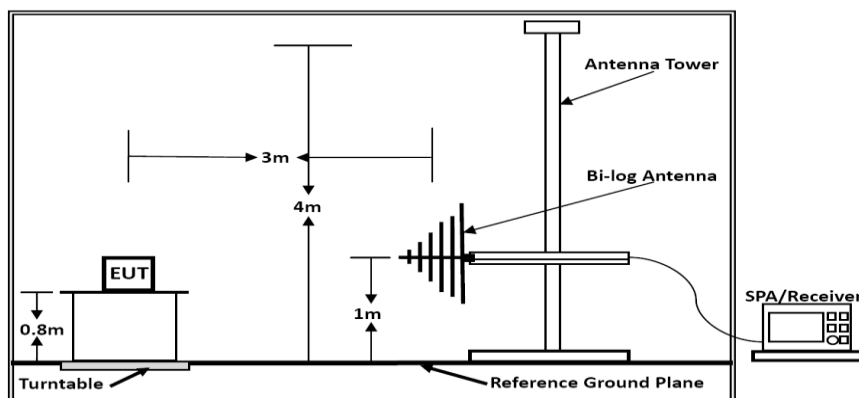 Antenna Tower
3m
Bi-log Antenna
4m
EUT
SPA/Receiver
0.8m
1m
Turntable
Reference Ground Plane